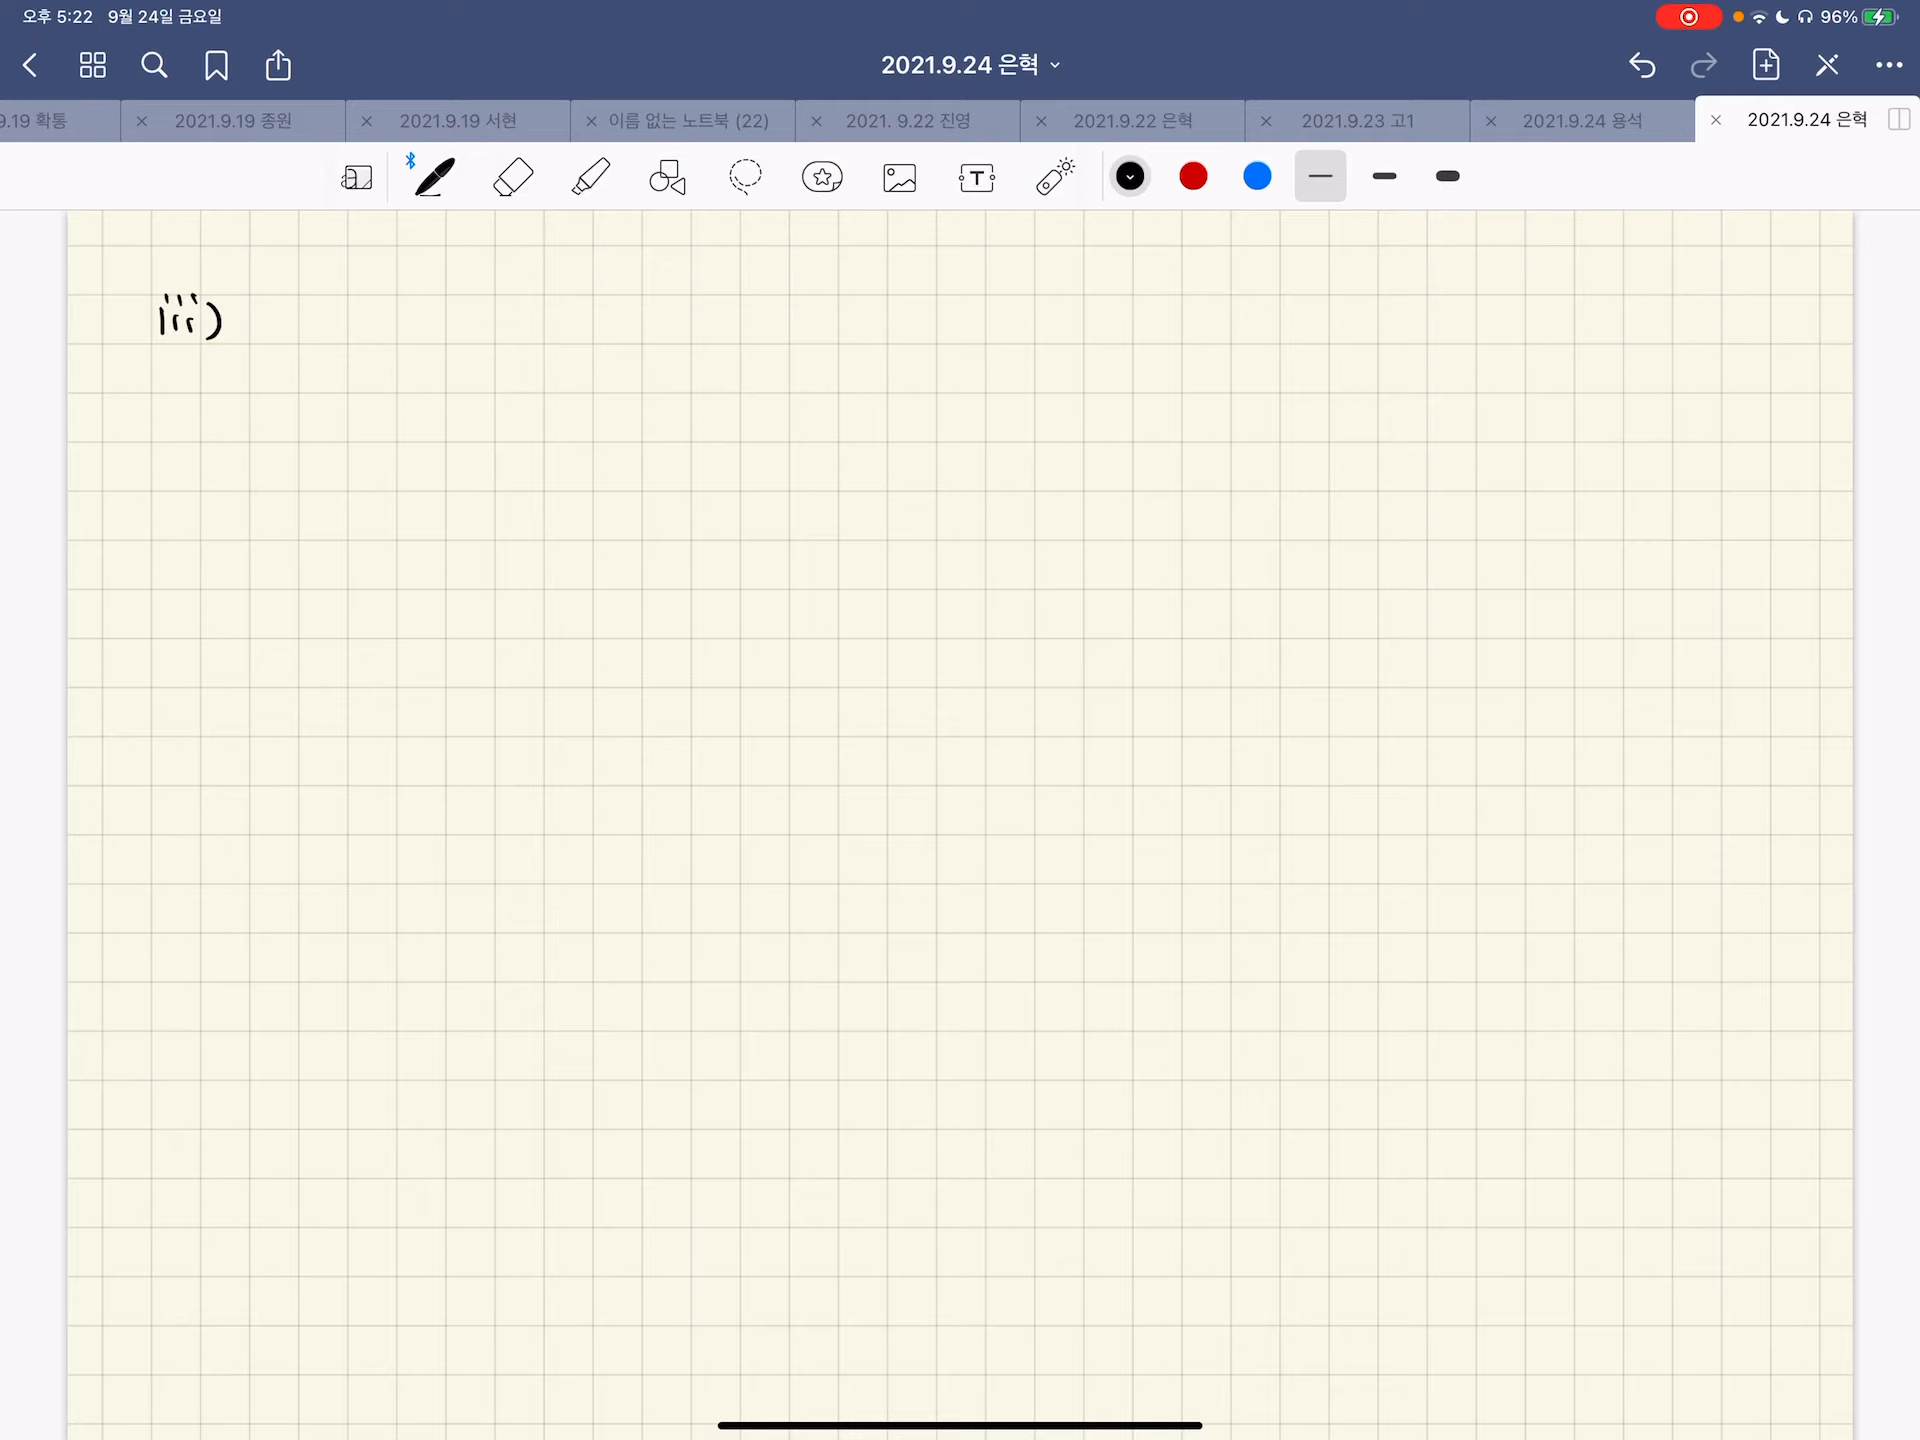 오후 5:22 9월 24일 금요일
96%
2021.9.24 은혁
9.19 확통
2021.9.19 종원
2021.9.19 서현
이름 없는 노트북 (22)
2021. 9.22 진영
2021.9.22 은혁
2021.9.23 고1
2021.9.24 용석
2021.9.24 은혁
iii)